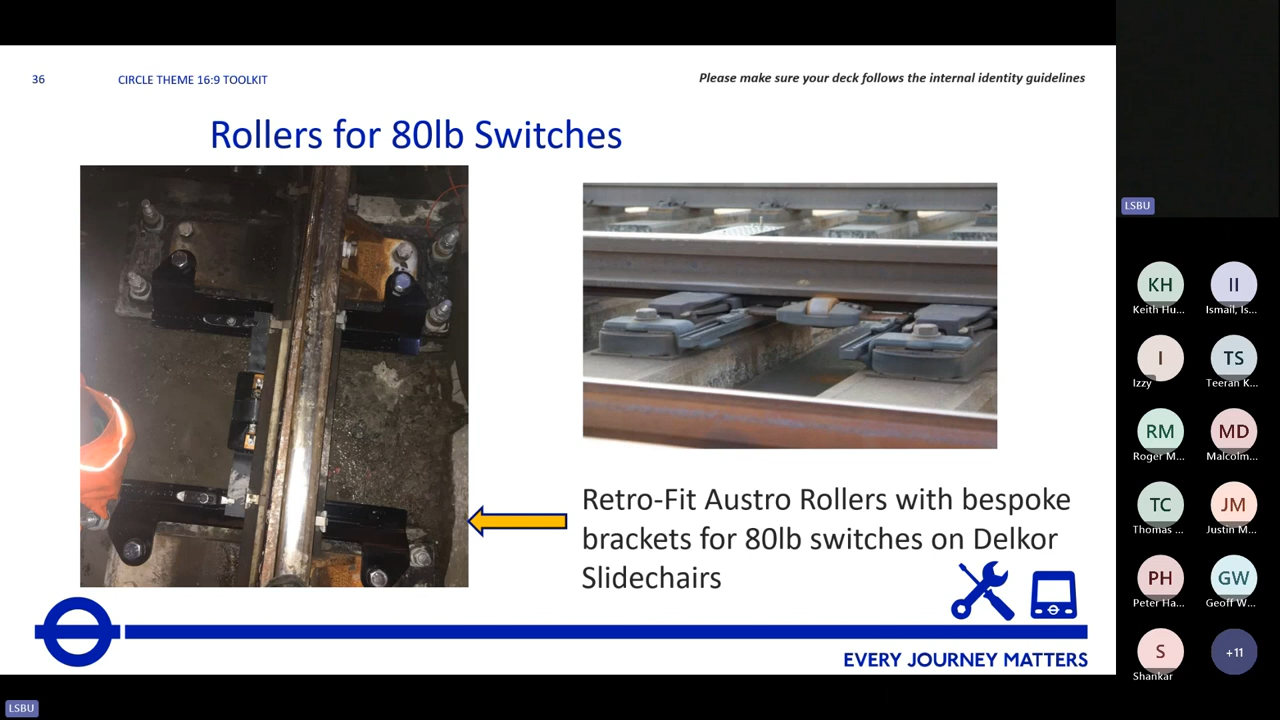 36
CIRCLE THEME 16:9 TOOLKIT
Please make sure your deck follows the internal identity guidelines
Rollers for 80lb Switches
Retro-Fit Austro Rollers with bespoke
brackets for 80lb switches on Delkor
Slidechairs
EVERY JOURNEY MATTERS
LSBU
LSBU
KH
Keith Hu...
II
Ismail, Is...
I
Izzy
TS
Teeran K...
RM
Roger M...
MD
Malcolm...
TC
Thomas ...
JM
Justin M...
PH
Peter Ha...
GW
Geoff W...
S
Shankar
+11